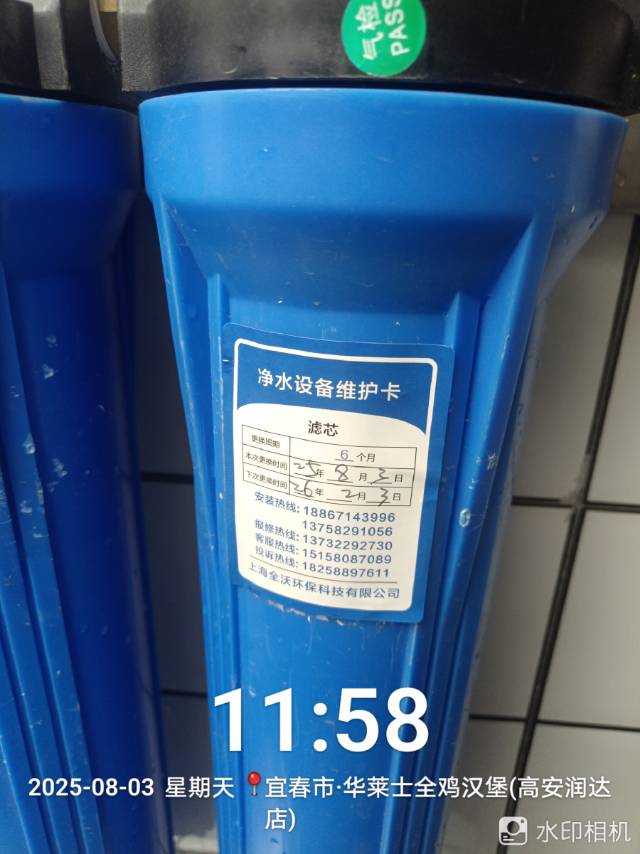 气检
PASS
净水设备维护卡
滤芯
更换周期 6 个月
本次更换时间 25年 8月 3日
下次更换时间 26年 2月 3日
安装热线: 18867143996
13758291056
报修热线: 13732292730
客服热线: 15158087089
投诉热线: 18258897611
上海全沃环保科技有限公司
11:58
2025-08-03 星期天 宜春市·华莱士全鸡汉堡(高安润达
店)
水印相机